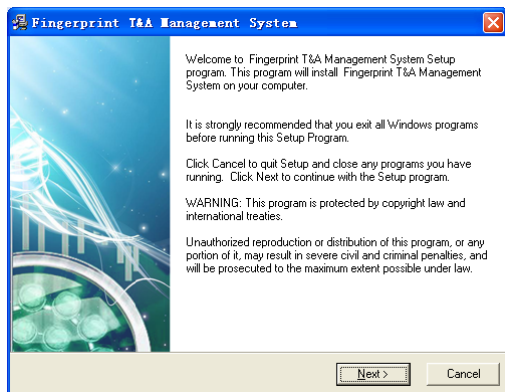 Fingerprint T&A Management System
Welcome to Fingerprint T&A Management System Setup
program. This program will install Fingerprint T&A Management
System on your computer.
It is strongly recommended that you exit all Windows programs
before running this Setup Program.
Click Cancel to quit Setup and close any programs you have
running. Click Next to continue with the Setup program.
WARNING: This program is protected by copyright law and
international treaties.
Unauthorized reproduction or distribution of this program, or any
portion of it, may result in severe civil and criminal penalties, and
will be prosecuted to the maximum extent possible under law.
Next > Cancel